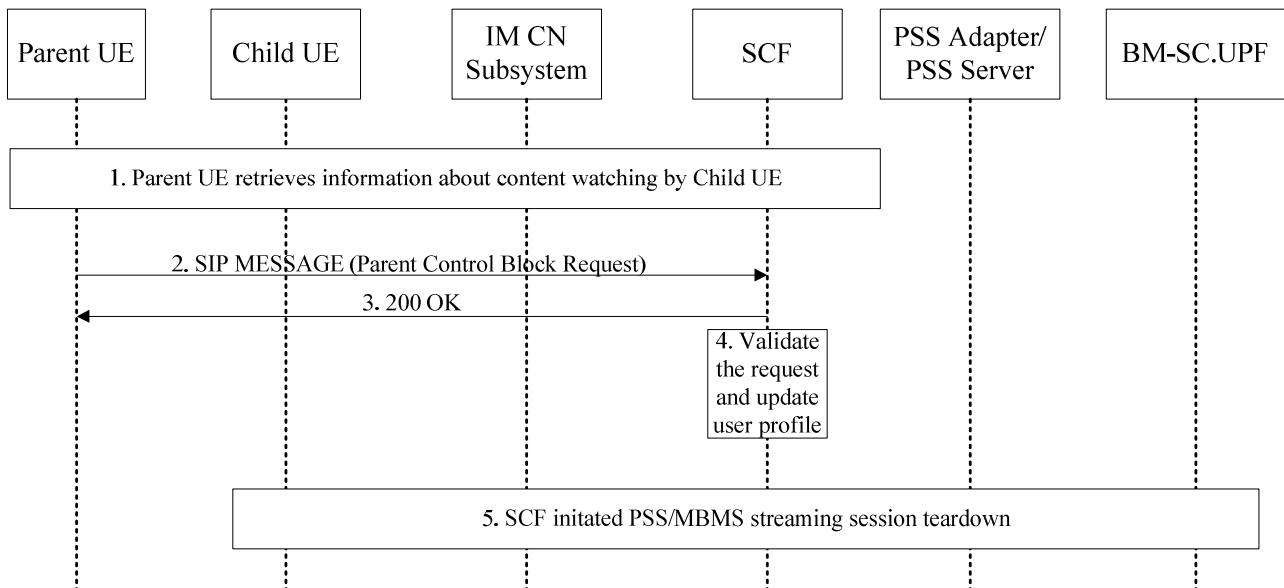 Parent UE
Child UE
IM CN
Subsystem
SCF
PSS Adapter/
PSS Server
BM-SC.UPF
1. Parent UE retrieves information about content watching by Child UE
2. SIP MESSAGE (Parent Control Block Request)
3. 200 OK
4. Validate
the request
and update
user profile
5. SCF initated PSS/MBMS streaming session teardown